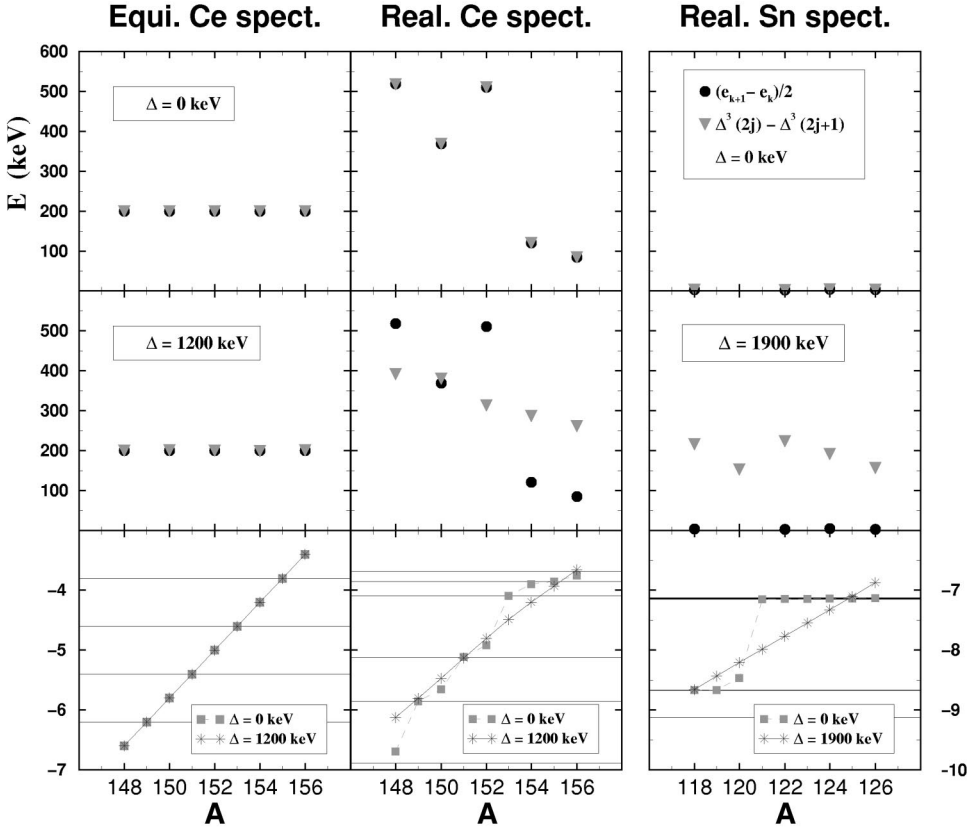 Equi. Ce spect.
Real. Ce spect.
Real. Sn spect.
E (keV)
600
500
400
300
200
100
Δ = 0 keV
(e_{k+1} − e_k)/2
Δ³ (2j) − Δ³ (2j+1)
Δ = 0 keV
500
400
300
200
100
Δ = 1200 keV
Δ = 1900 keV
−4
−5
−6
−7
Δ = 0 keV
Δ = 1200 keV
Δ = 0 keV
Δ = 1200 keV
Δ = 0 keV
Δ = 1900 keV
−7
−8
−9
−10
148 150 152 154 156
148 150 152 154 156
118 120 122 124 126
A
A
A